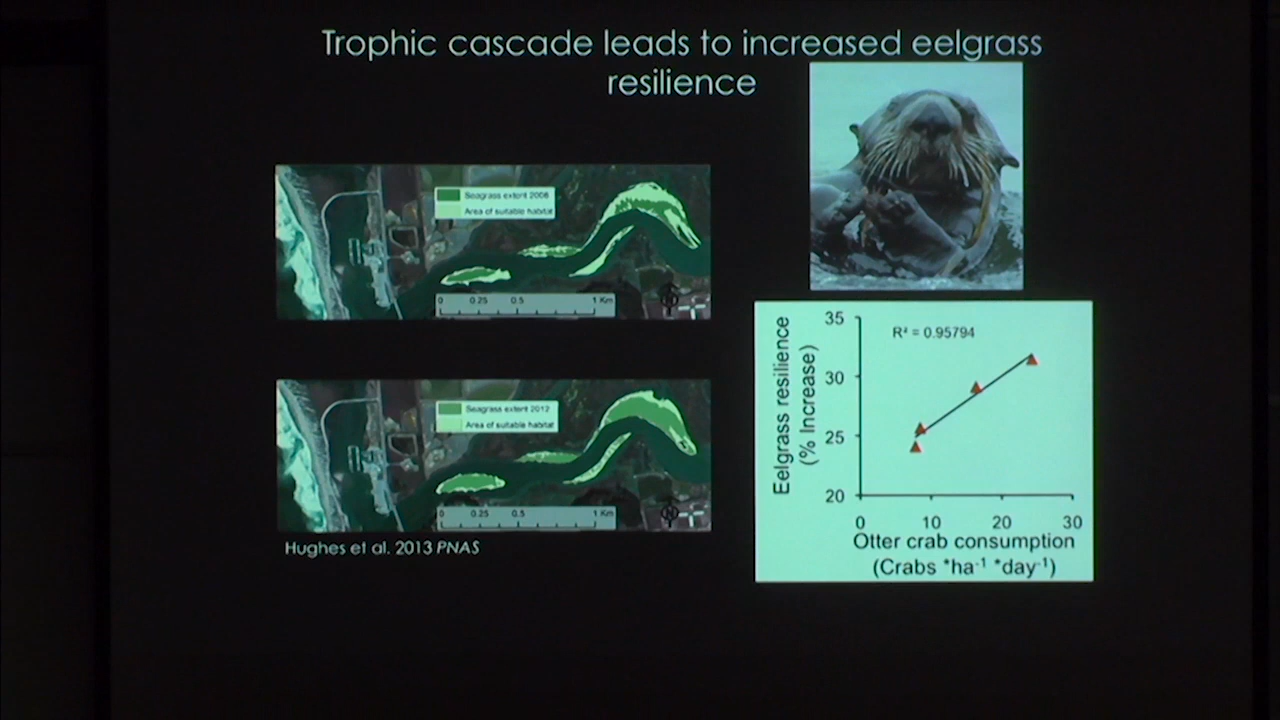 Trophic cascade leads to increased eelgrass
resilience
Seagrass extent 2006
Area of suitable habitat
0 0.25 0.5 1 Km
N
Seagrass extent 2012
Area of suitable habitat
0 0.25 0.5 1 Km
N
Hughes et al. 2013 PNAS
R² = 0.95794
Eelgrass resilience
(% Increase)
35
30
25
20
0 10 20 30
Otter crab consumption
(Crabs *ha⁻¹ *day⁻¹)